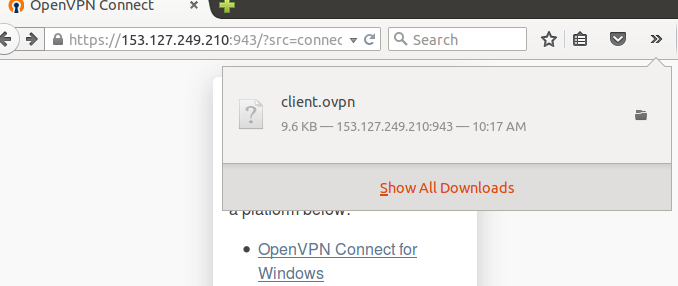 OpenVPN Connect
https://153.127.249.210:943/?src=connec
Search
client.ovpn
9.6 KB — 153.127.249.210:943 — 10:17 AM
Show All Downloads
a platform below:
OpenVPN Connect for
Windows